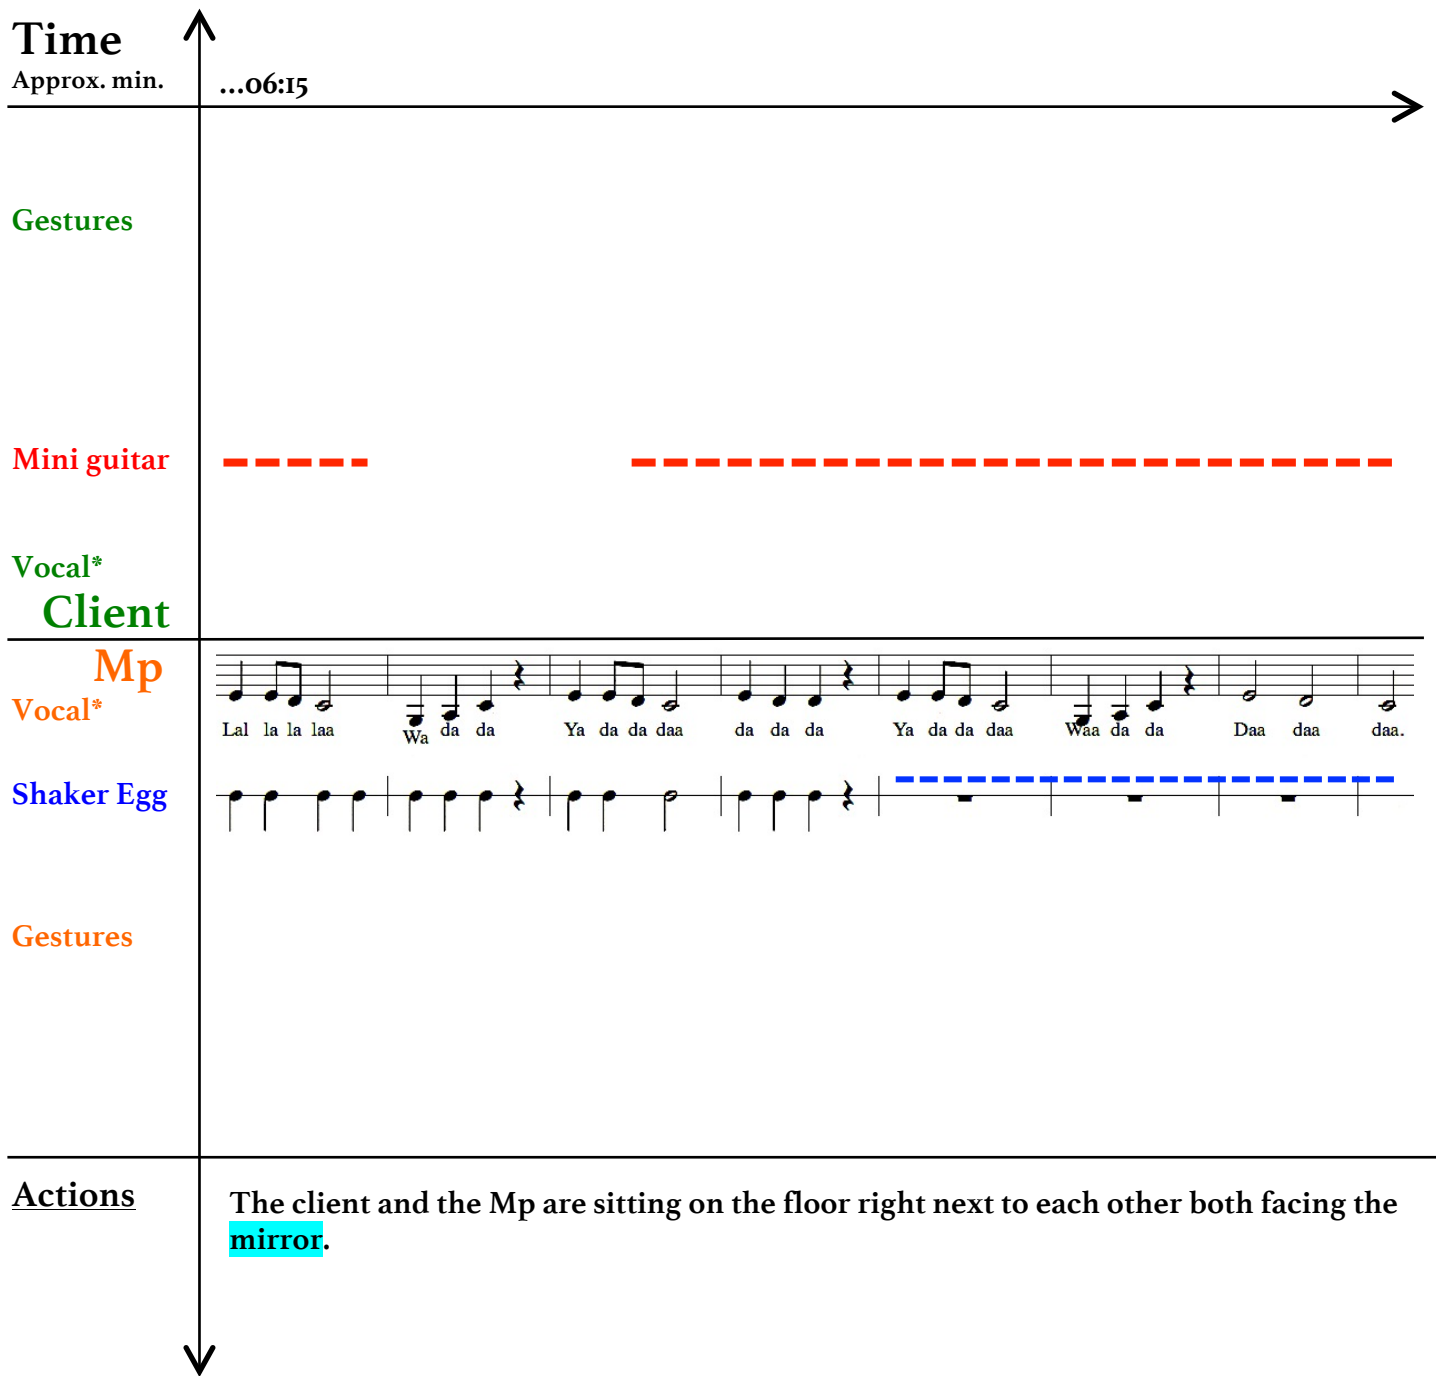 Time
Approx. min.
...06:15
Gestures
Mini guitar
Vocal*
Client
Mp
Vocal*
Lal la la laa Wa da da Ya da da daa da da da Ya da da daa Waa da da Daa daa daa.
Shaker Egg
Gestures
Actions
The client and the Mp are sitting on the floor right next to each other both facing the
mirror.